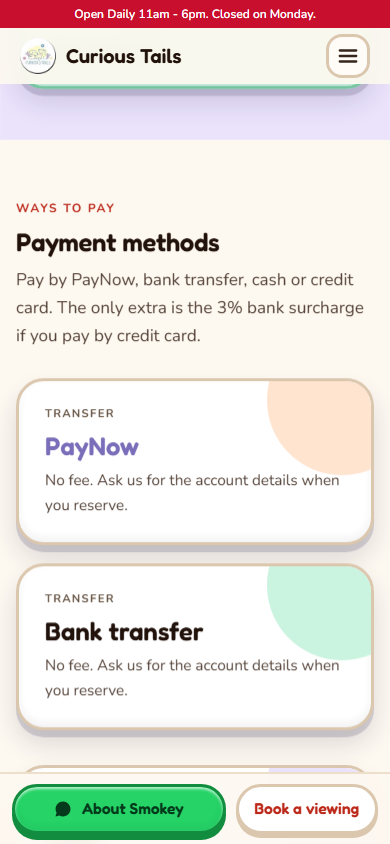 Open Daily 11am - 6pm. Closed on Monday.
Curious Tails
WAYS TO PAY
Payment methods
Pay by PayNow, bank transfer, cash or credit
card. The only extra is the 3% bank surcharge
if you pay by credit card.
TRANSFER
PayNow
No fee. Ask us for the account details when
you reserve.
TRANSFER
Bank transfer
No fee. Ask us for the account details when
you reserve.
About Smokey
Book a viewing